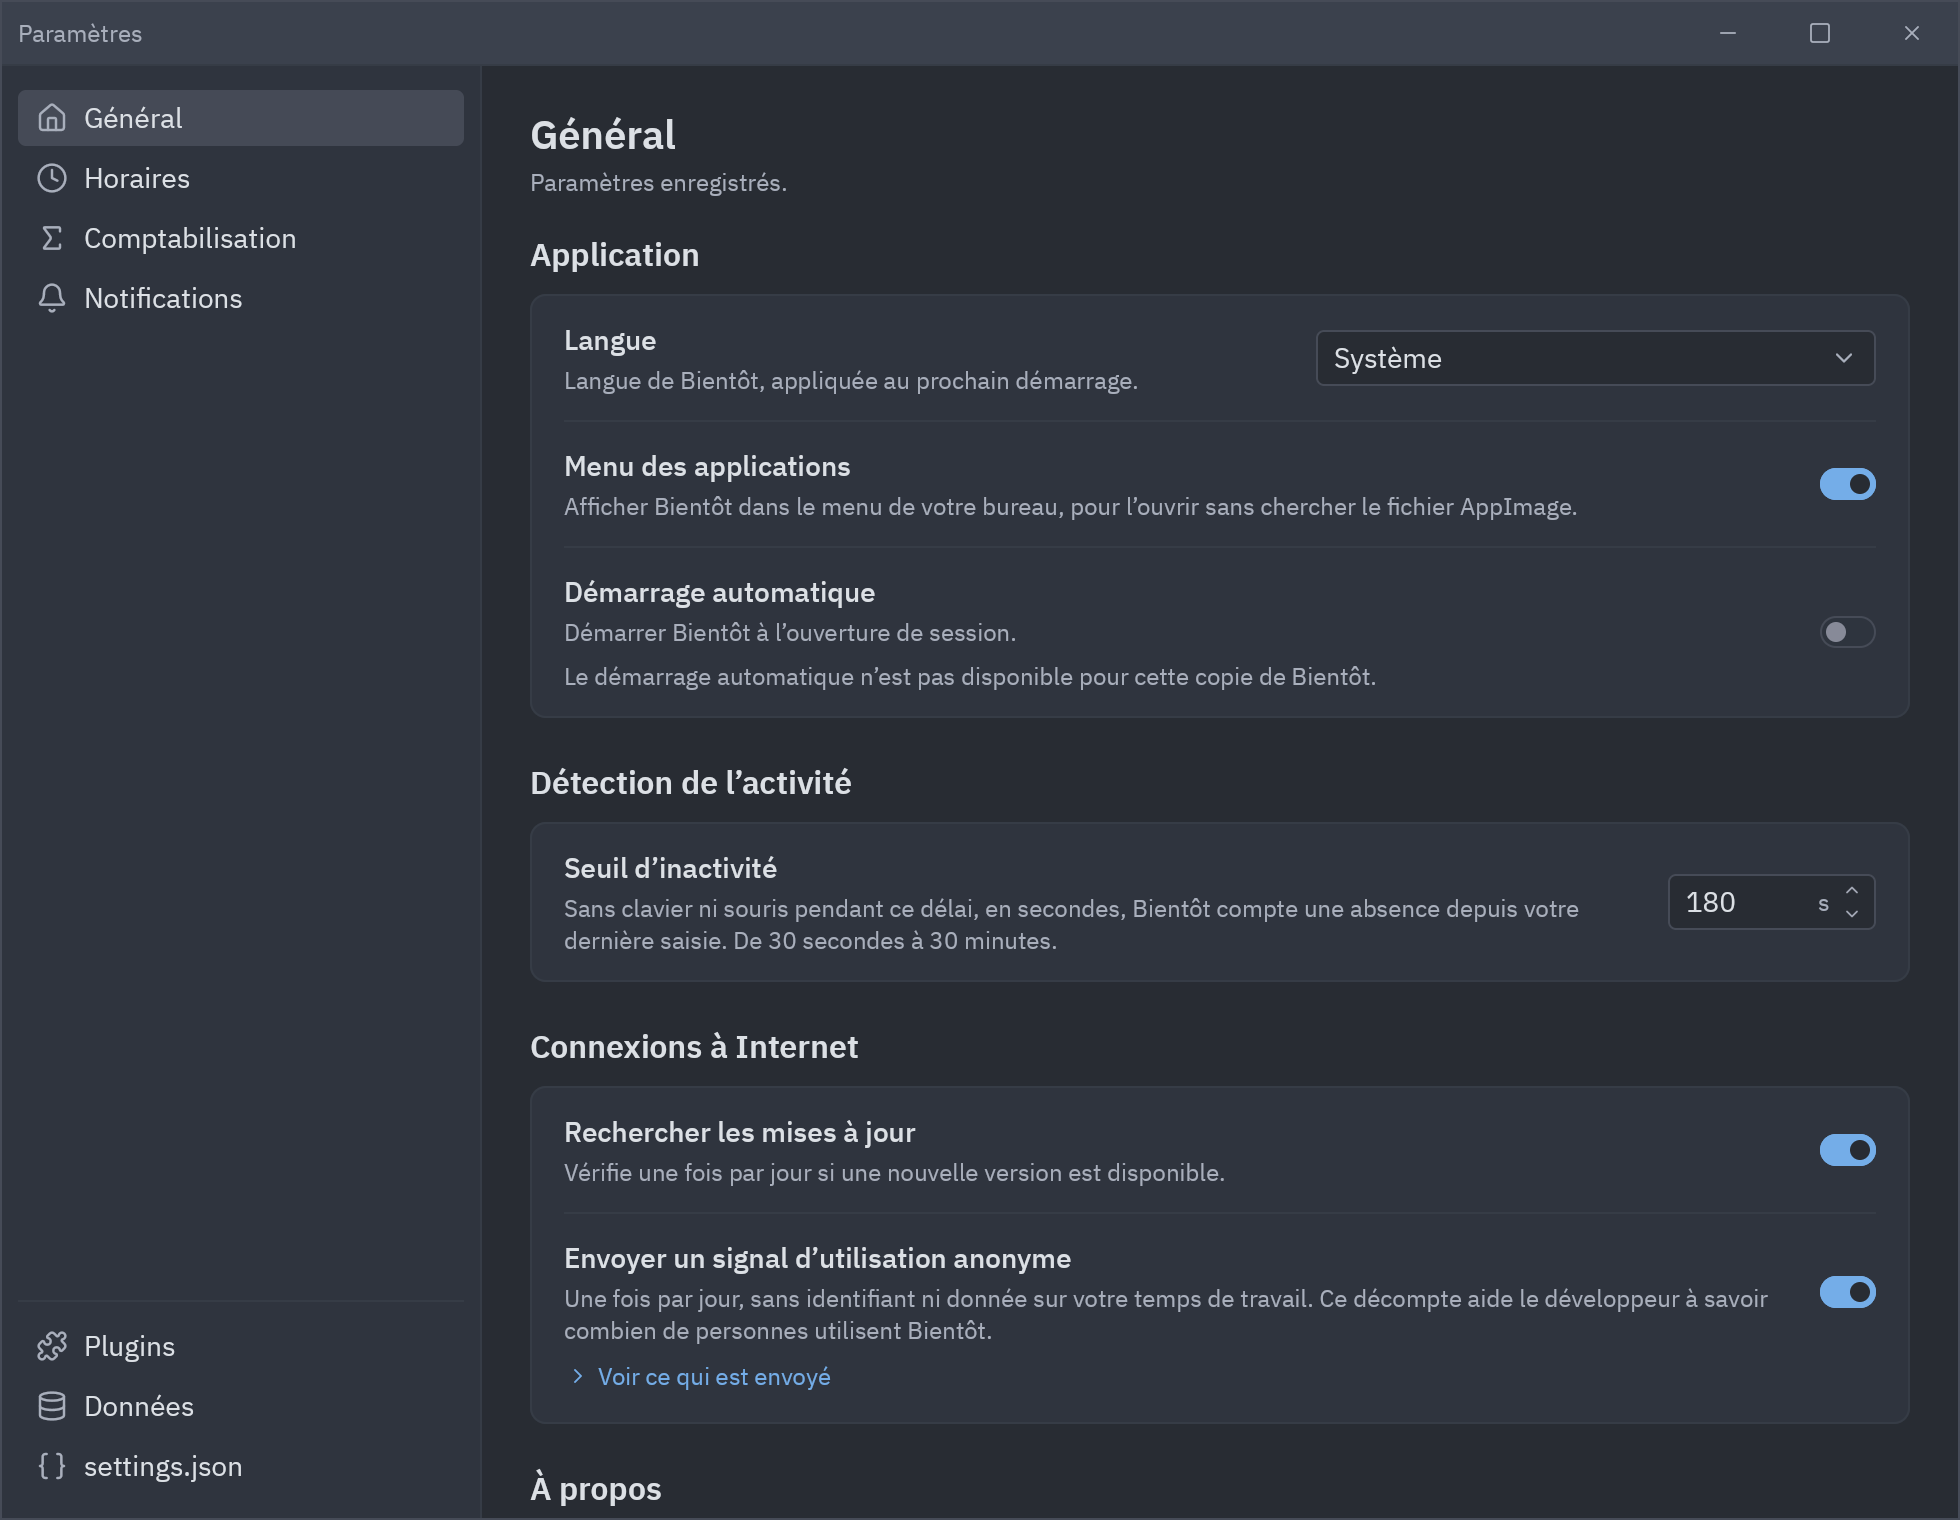 Paramètres
Général
Horaires
Comptabilisation
Notifications
Plugins
Données
settings.json
Général
Paramètres enregistrés.
Application
Langue
Langue de Bientôt, appliquée au prochain démarrage.
Système
Menu des applications
Afficher Bientôt dans le menu de votre bureau, pour l’ouvrir sans chercher le fichier AppImage.
Démarrage automatique
Démarrer Bientôt à l’ouverture de session.
Le démarrage automatique n’est pas disponible pour cette copie de Bientôt.
Détection de l’activité
Seuil d’inactivité
Sans clavier ni souris pendant ce délai, en secondes, Bientôt compte une absence depuis votre
dernière saisie. De 30 secondes à 30 minutes.
180 s
Connexions à Internet
Rechercher les mises à jour
Vérifie une fois par jour si une nouvelle version est disponible.
Envoyer un signal d’utilisation anonyme
Une fois par jour, sans identifiant ni donnée sur votre temps de travail. Ce décompte aide le développeur à savoir
combien de personnes utilisent Bientôt.
Voir ce qui est envoyé
À propos